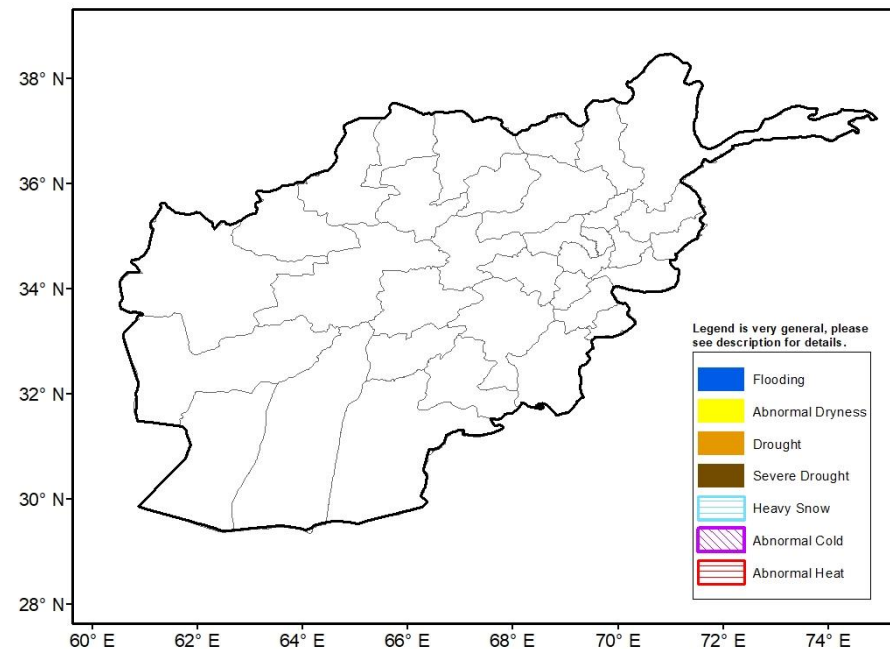 38° N
36° N
34° N
32° N
30° N
28° N
Legend is very general, please
see description for details.
Flooding
Abnormal Dryness
Drought
Severe Drought
Heavy Snow
Abnormal Cold
Abnormal Heat
60° E 62° E 64° E 66° E 68° E 70° E 72° E 74° E